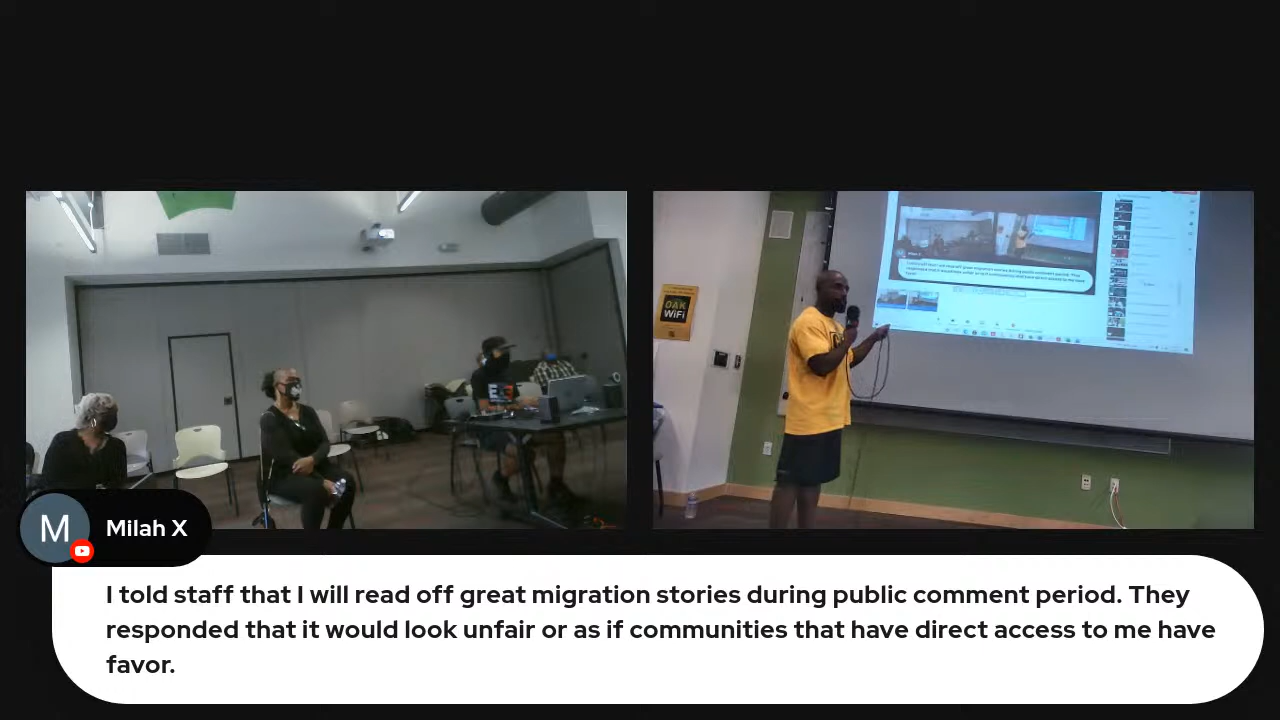 OAK
WiFi
M
Milah X
I told staff that I will read off great migration stories during public comment period. They
responded that it would look unfair or as if communities that have direct access to me have
favor.